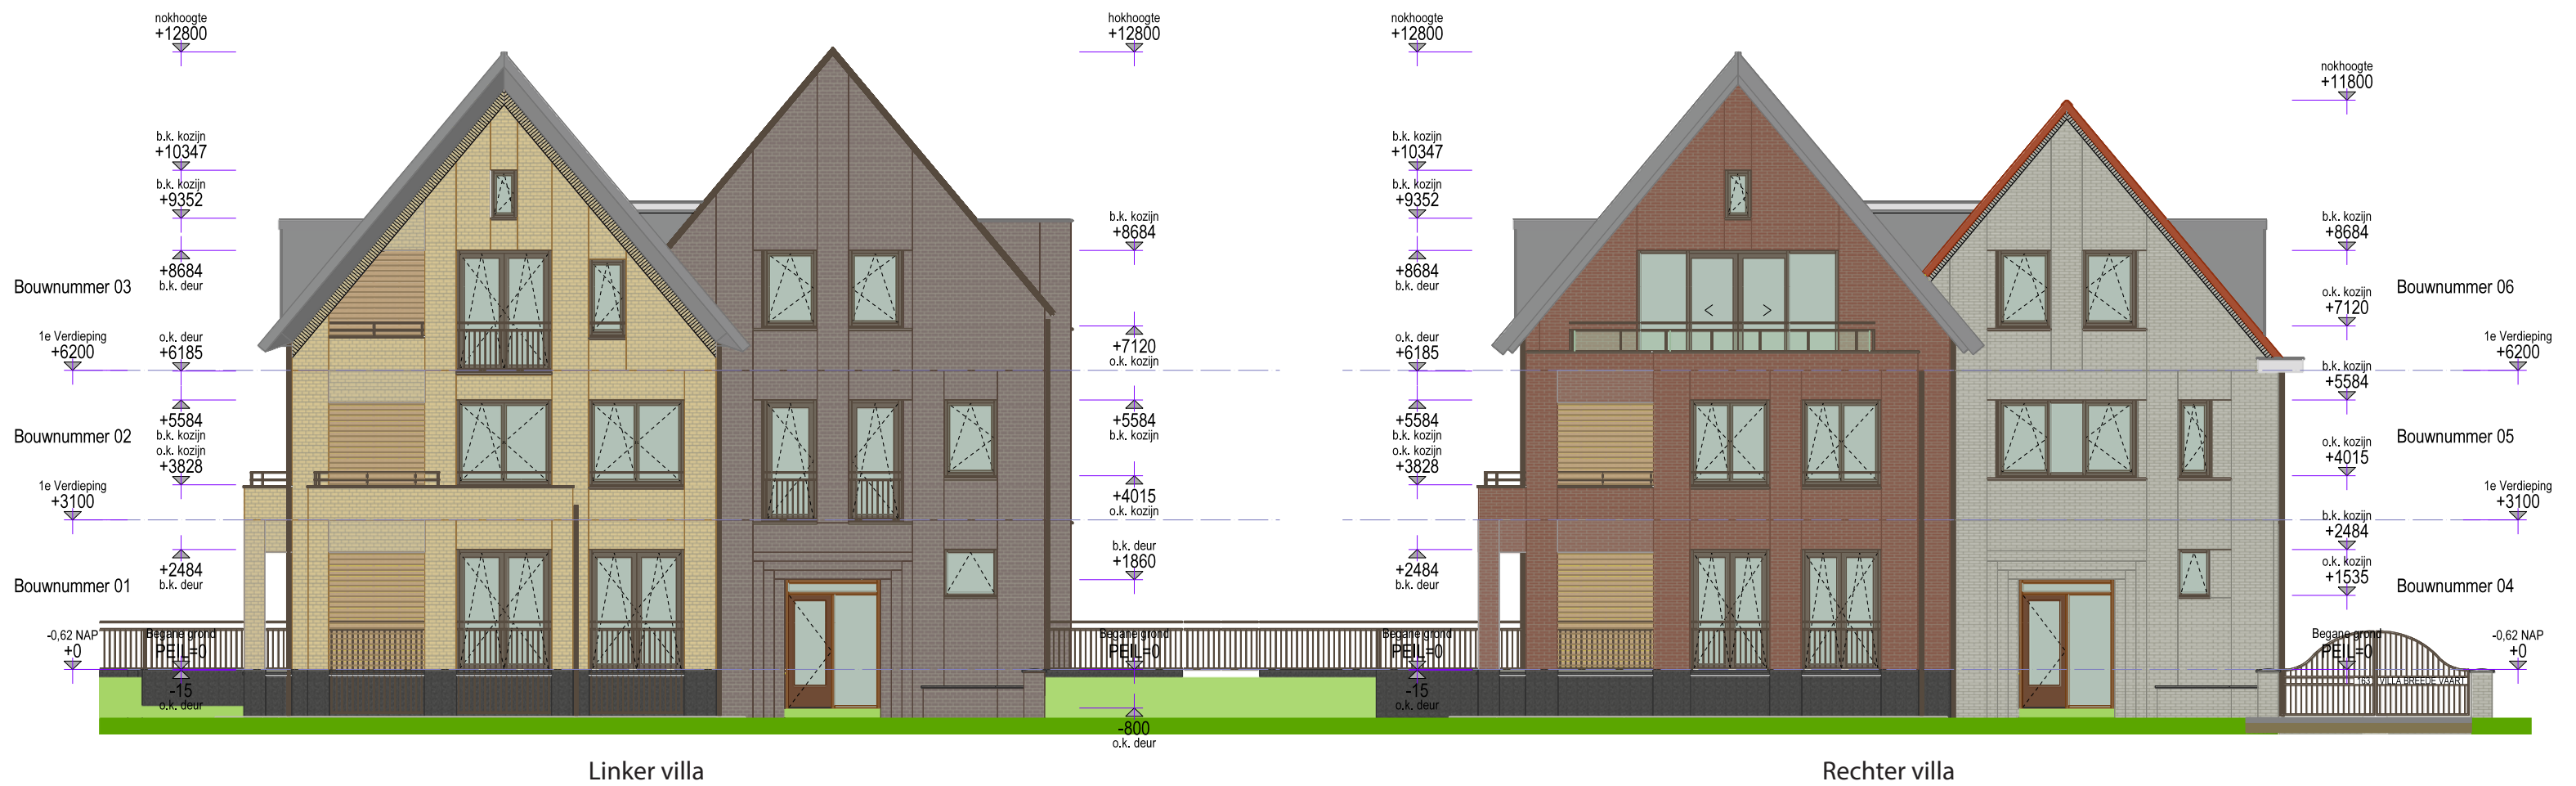 nokhoogte
+12800
b.k. kozijn
+10347
b.k. kozijn
+9352
+8684
b.k. deur
Bouwnummer 03
1e Verdieping
+6200
o.k. deur
+6185
+5584
b.k. kozijn
Bouwnummer 02
o.k. kozijn
+3828
1e Verdieping
+3100
+2484
b.k. deur
Bouwnummer 01
-0,62 NAP
+0
Begane grond
PEIL=0
-15
o.k. deur
hokhoogte
+12800
b.k. kozijn
+8684
+7120
o.k. kozijn
+5584
b.k. kozijn
+4015
o.k. kozijn
b.k. deur
+1860
Begane grond
PEIL=0
-800
o.k. deur
Linker villa
nokhoogte
+12800
b.k. kozijn
+10347
b.k. kozijn
+9352
+8684
b.k. deur
o.k. deur
+6185
+5584
b.k. kozijn
o.k. kozijn
+3828
+2484
b.k. deur
Begane grond
PEIL=0
-15
o.k. deur
nokhoogte
+11800
b.k. kozijn
+8684
Bouwnummer 06
o.k. kozijn
+7120
1e Verdieping
+6200
b.k. kozijn
+5584
Bouwnummer 05
o.k. kozijn
+4015
1e Verdieping
+3100
b.k. kozijn
+2484
o.k. kozijn
+1535
Bouwnummer 04
Begane grond
PEIL=0
-0,62 NAP
+0
VILLA BREEDE VAART
Rechter villa